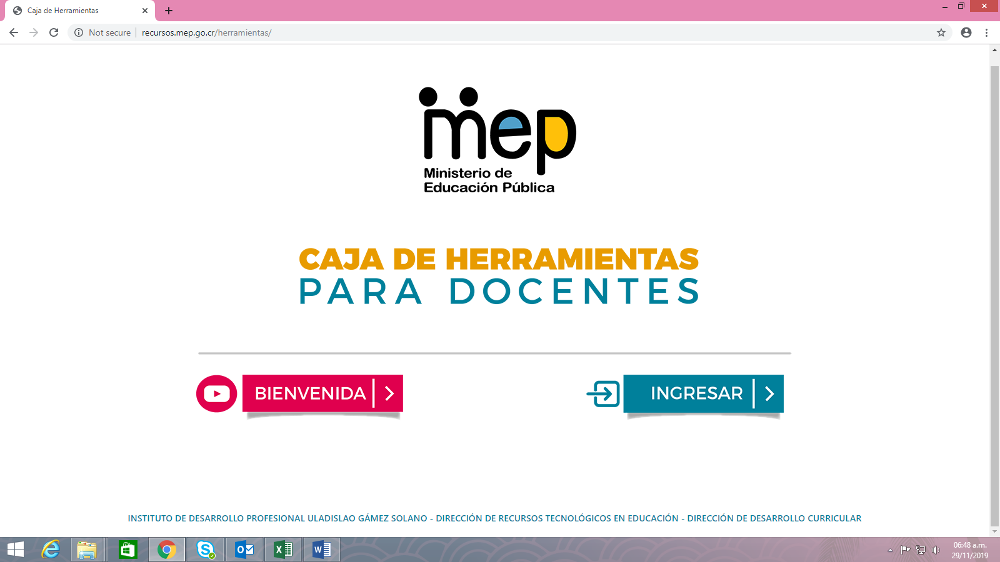 Caja de Herramientas
Not secure
recursos.mep.go.cr/herramientas/
mep
Ministerio de
Educación Pública
CAJA DE HERRAMIENTAS
PARA DOCENTES
BIENVENIDA
INGRESAR
INSTITUTO DE DESARROLLO PROFESIONAL ULADISLAO GÁMEZ SOLANO - DIRECCIÓN DE RECURSOS TECNOLÓGICOS EN EDUCACIÓN - DIRECCIÓN DE DESARROLLO CURRICULAR
06:48 a.m.
29/11/2019